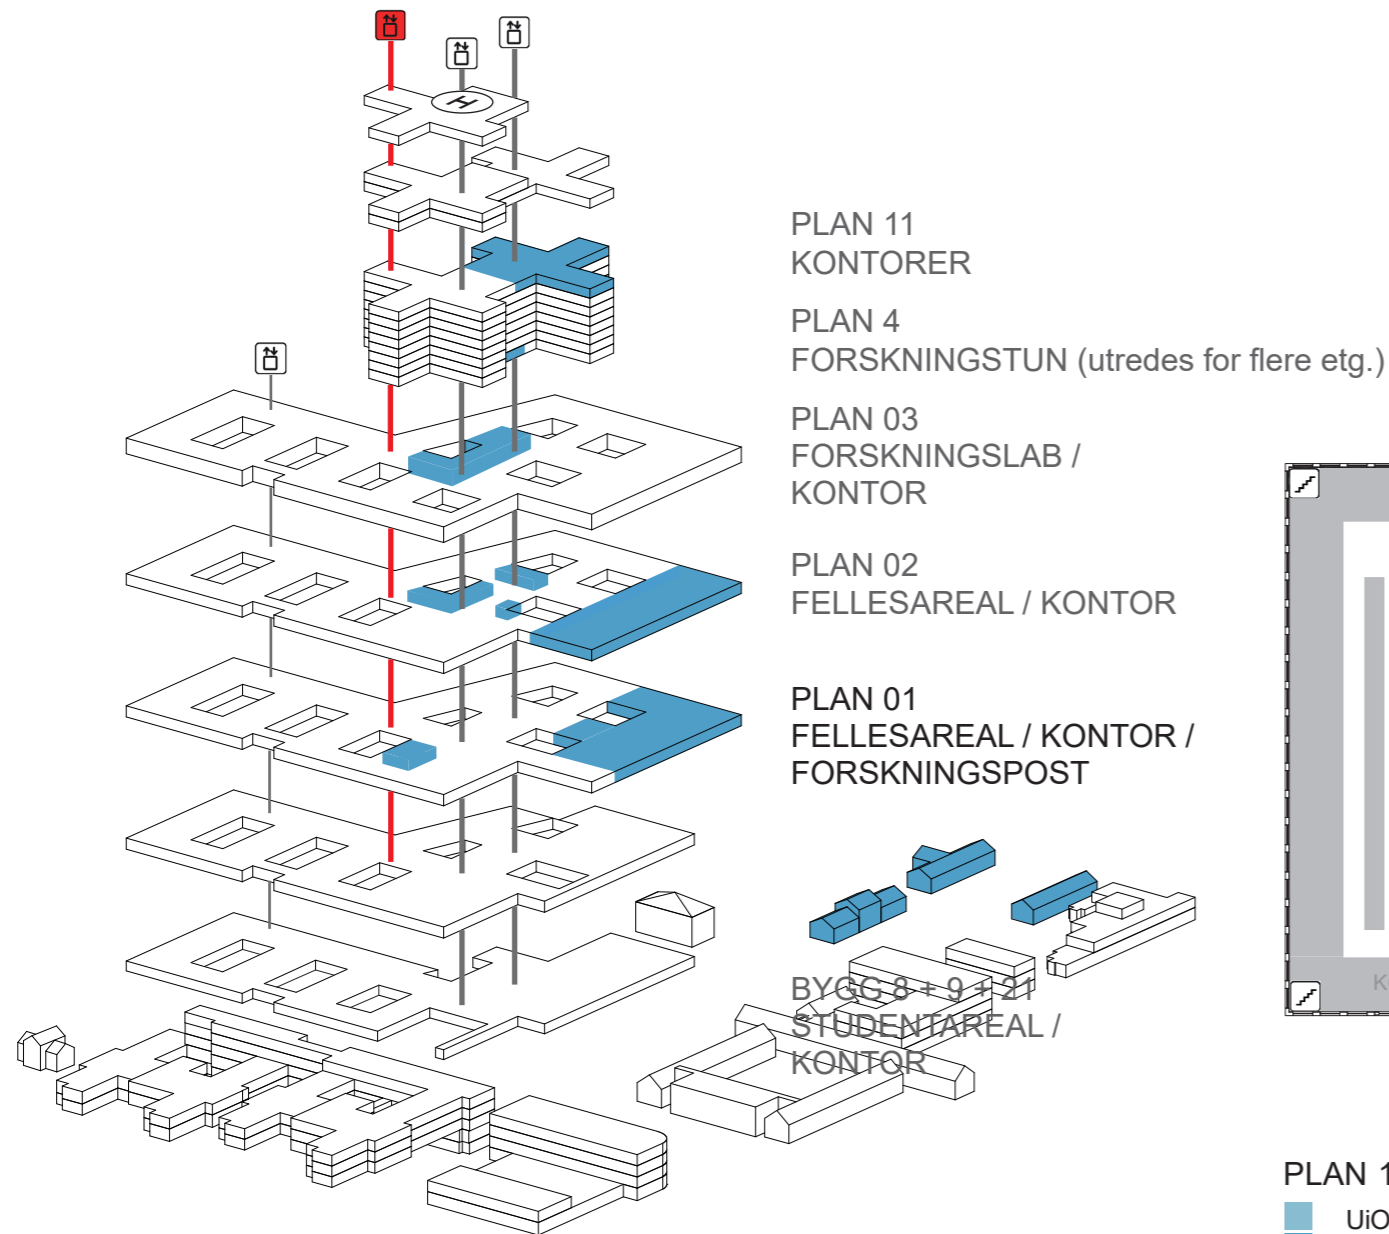 H
PLAN 11
KONTORER
PLAN 4
FORSKNINGSTUN (utredes for flere etg.)
PLAN 03
FORSKNINGSLAB /
KONTOR
PLAN 02
FELLESAREAL / KONTOR
PLAN 01
FELLESAREAL / KONTOR /
FORSKNINGSPOST
BYGG 8 + 9 + 21
STUDENTAREAL /
KONTOR
K
PLAN 1
UiO